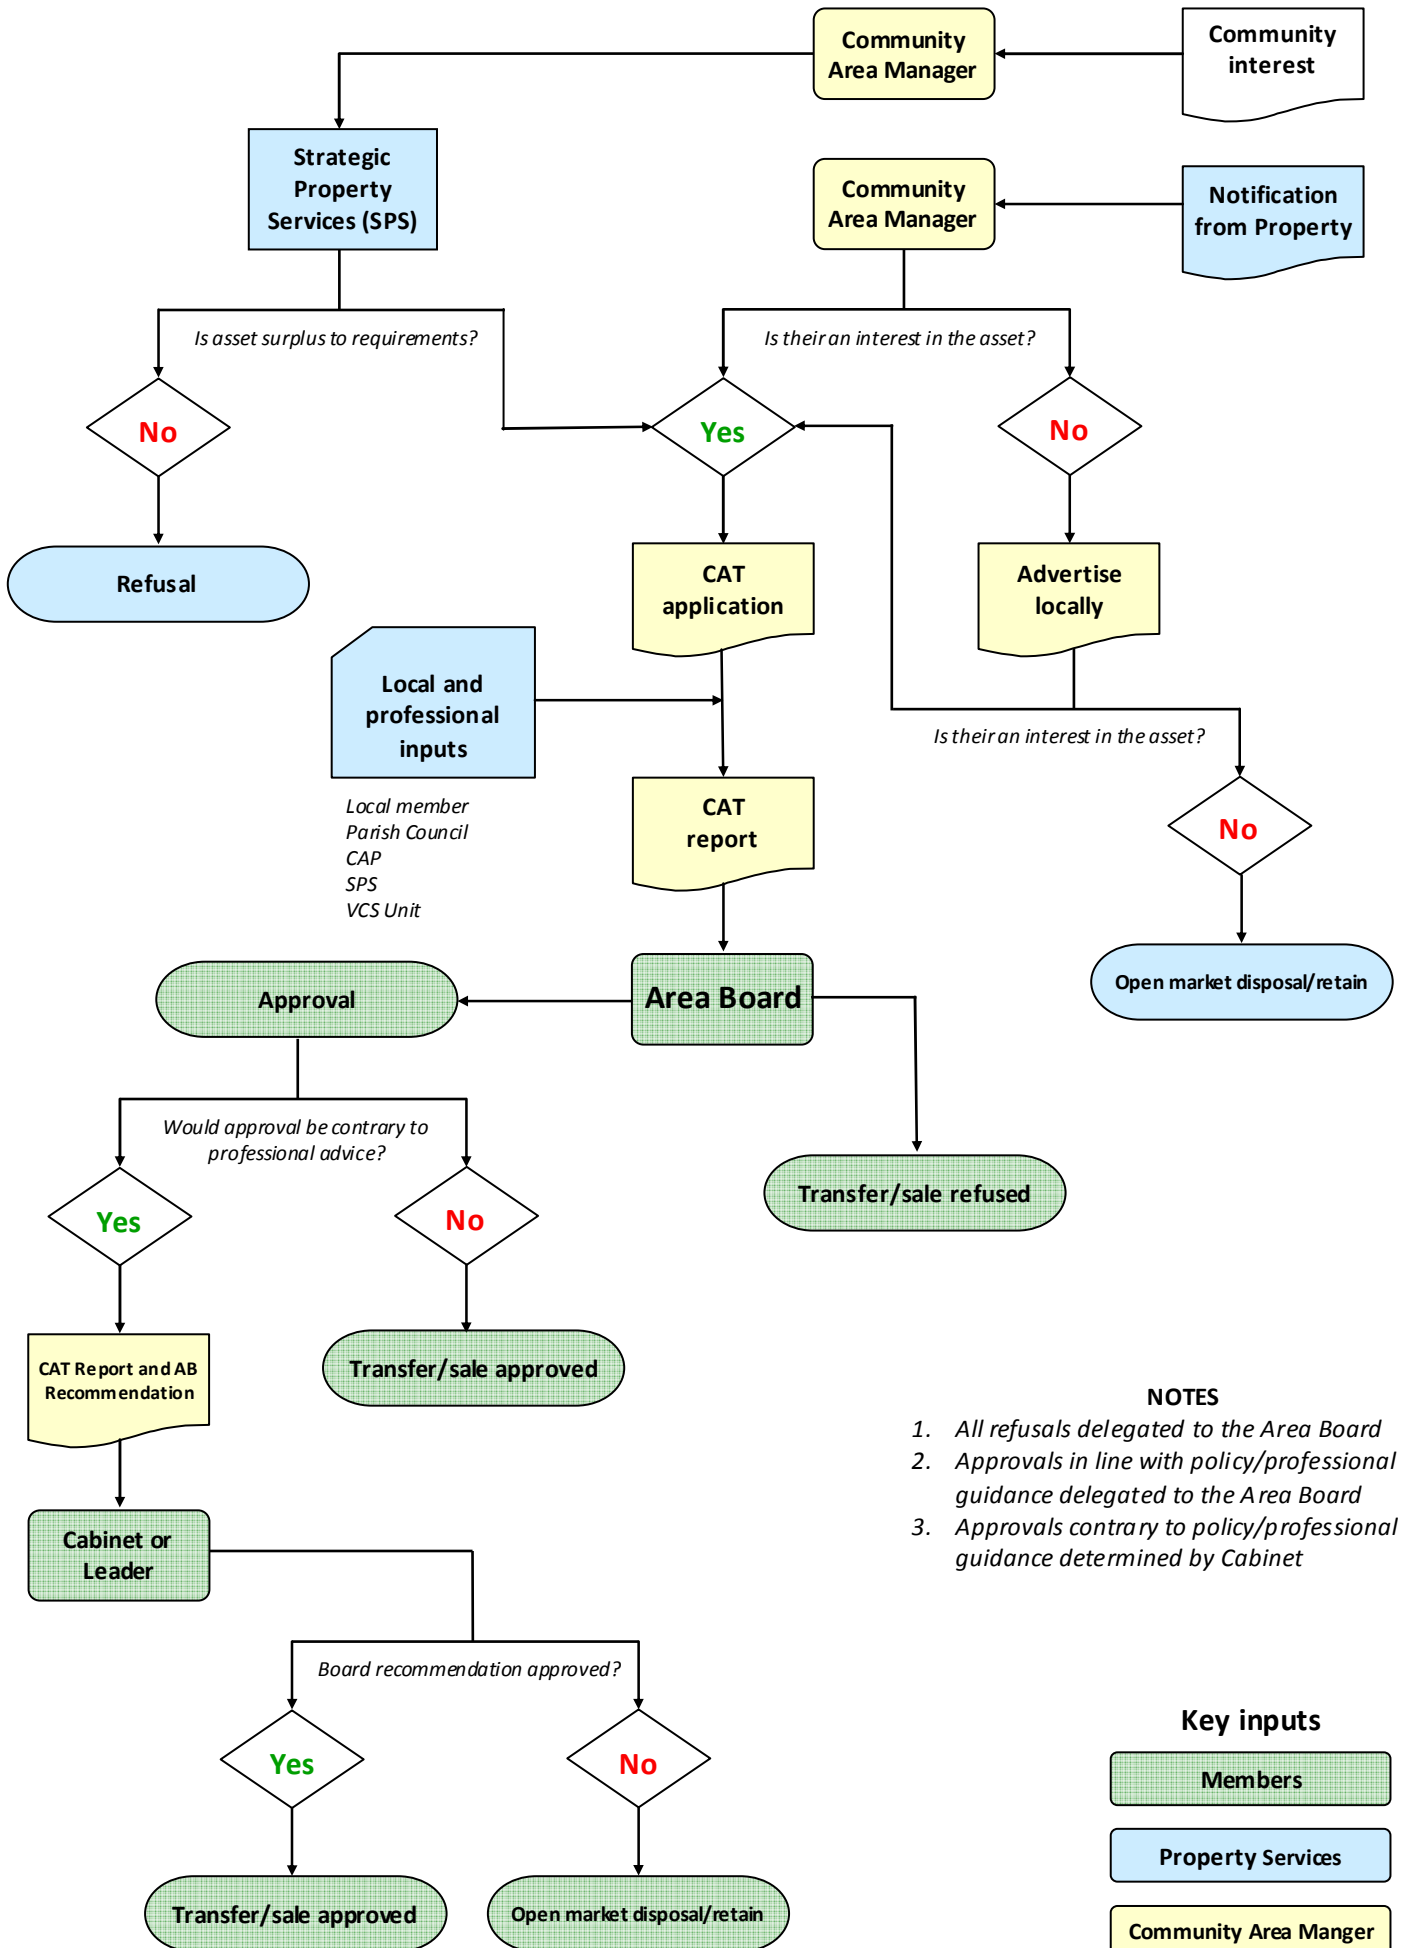 Community
Area Manager
Community
interest
Strategic
Property
Services (SPS)
Community
Area Manager
Notification
from Property
Is asset surplus to requirements?
Is their an interest in the asset?
No
Yes
No
Refusal
CAT
application
Advertise
locally
Local and
professional
inputs
Is their an interest in the asset?
Local member
Parish Council
CAP
SPS
VCS Unit
CAT
report
No
Approval
Area Board
Open market disposal/retain
Would approval be contrary to
professional advice?
Transfer/sale refused
Yes
No
CAT Report and AB
Recommendation
Transfer/sale approved
NOTES
1. All refusals delegated to the Area Board
2. Approvals in line with policy/professional
guidance delegated to the Area Board
3. Approvals contrary to policy/professional
guidance determined by Cabinet
Cabinet or
Leader
Board recommendation approved?
Yes
No
Transfer/sale approved
Open market disposal/retain
Key inputs
Members
Property Services
Community Area Manger